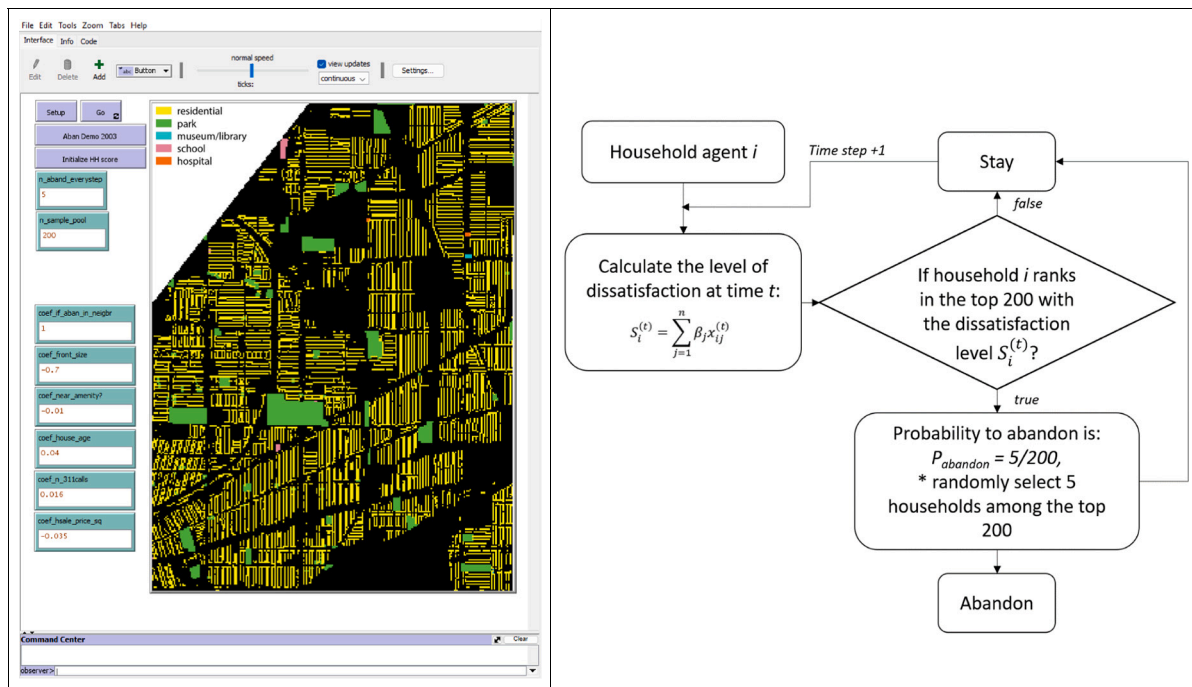 File Edit Tools Zoom Tabs Help
Interface Info Code
Edit Delete Add abc Button normal speed ticks: view updates continuous Settings...
Setup Go
Aban Demo 2003
Initialize HH score
n_aband_everystep
5
n_sample_pool
200
coef_if_aban_in_neigbr
1
coef_front_size
-0.7
coef_near_amenity?
-0.01
coef_house_age
0.04
coef_n_311calls
0.016
coef_hsale_price_sq
-0.035
residential
park
museum/library
school
hospital
Command Center Clear
observer>
Household agent i
Time step +1
Stay
false
Calculate the level of
dissatisfaction at time t:
S_i^(t) = ∑_{j=1}^{n} β_j x_{ij}^(t)
If household i ranks
in the top 200 with
the dissatisfaction
level S_i^(t)?
true
Probability to abandon is:
P_abandon = 5/200,
* randomly select 5
households among the top
200
Abandon